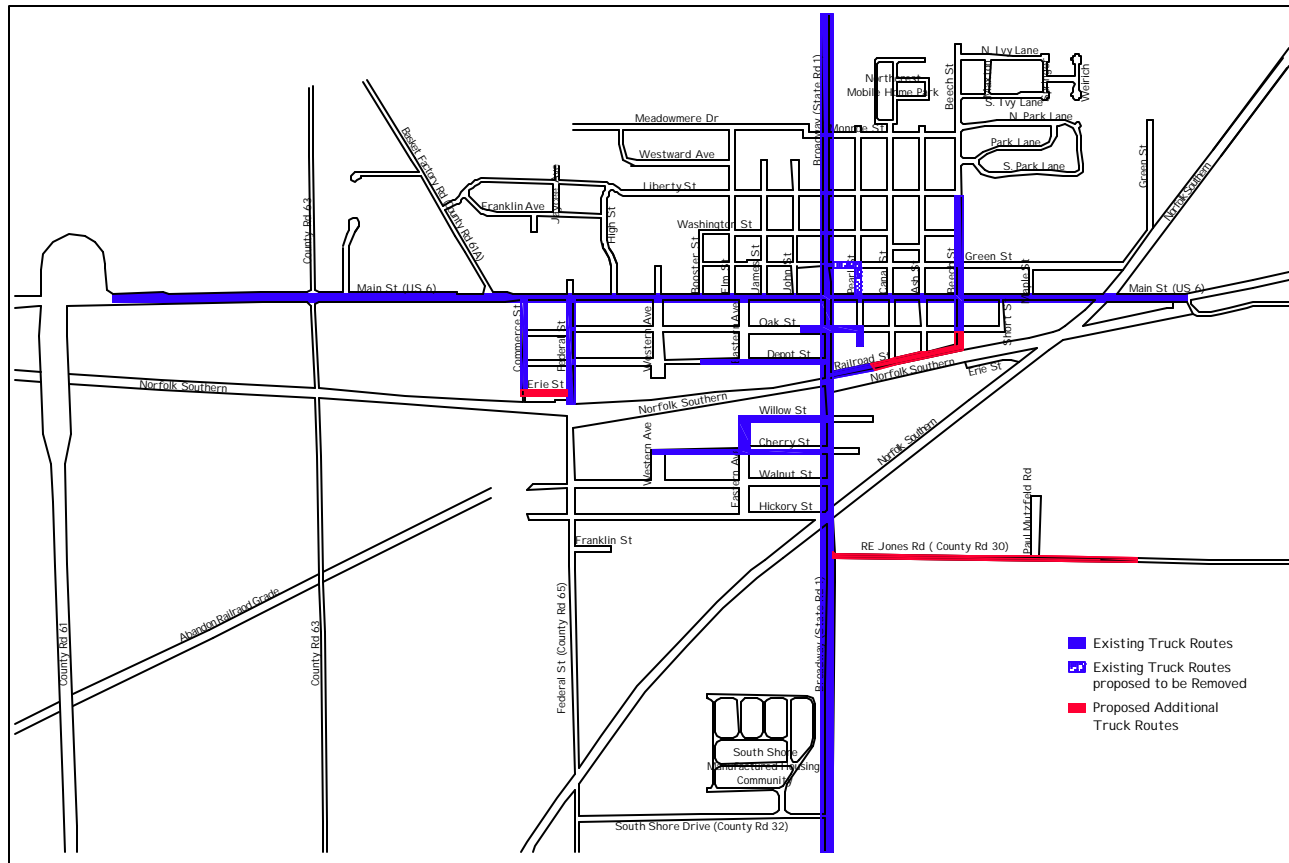 N. Ivy Lane
Northcrest
Mobile Home Park
Weirich
S. Ivy Lane
Beech St
N. Park Lane
Meadowmere Dr
Monroe St
Broadway (State Rd 1)
Park Lane
Westward Ave
S. Park Lane
Liberty St
Green St
Basket Factory Rd (County Rd 61A)
Franklin Ave
High St
County Rd 63
Norfolk Southern
Washington St
Green St
Booster St
Elm St
James St
John St
Pearl St
Canal St
Ash St
Beech St
Maple St
Main St (US 6)
Main St (US 6)
Commerce St
Federal St
Western Ave
Eastern Ave
Oak St
Short St
Depot St
Railroad St
Norfolk Southern
Erie St
Norfolk Southern
Erie St
Norfolk Southern
Willow St
Cherry St
Norfolk Southern
Western Ave
Eastern Ave
Walnut St
Hickory St
Paul Mutzfeld Rd
Franklin St
RE Jones Rd ( County Rd 30)
Abandon Railraod Grade
County Rd 61
County Rd 63
Federal St (County Rd 65)
Broadway (State Rd 1)
Existing Truck Routes
Existing Truck Routes
proposed to be Removed
Proposed Additional
Truck Routes
South Shore
Manufactured Housing
Community
South Shore Drive (County Rd 32)